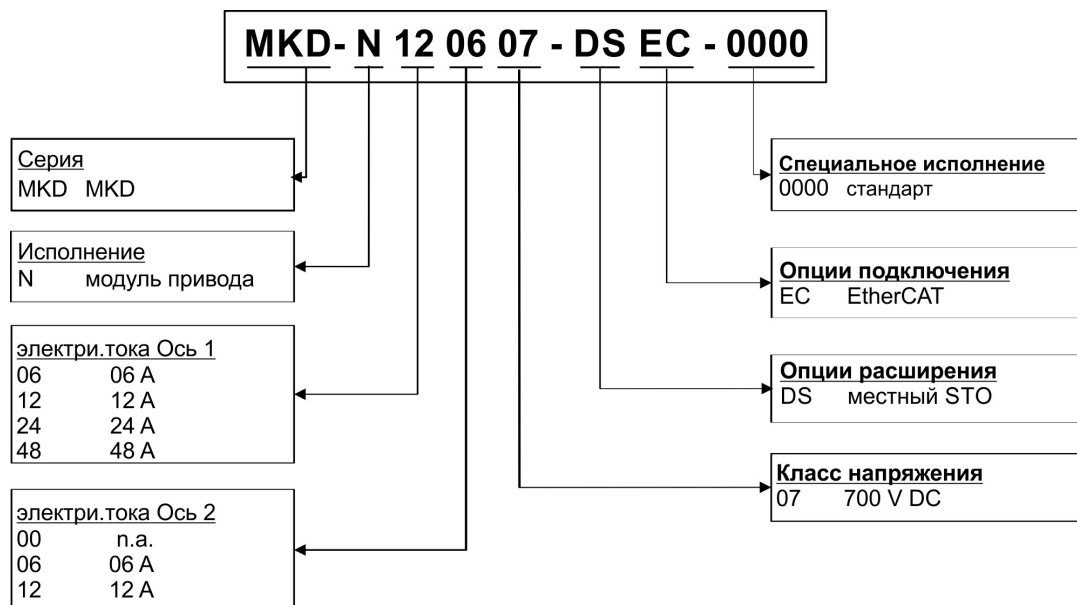 MKD- N 12 06 07 - DS EC - 0000
Серия
MKD MKD
Исполнение
N модуль привода
электри.тока Ось 1
06 06 A
12 12 A
24 24 A
48 48 A
электри.тока Ось 2
00 n.a.
06 06 A
12 12 A
Специальное исполнение
0000 стандарт
Опции подключения
EC EtherCAT
Опции расширения
DS местный STO
Класс напряжения
07 700 V DC